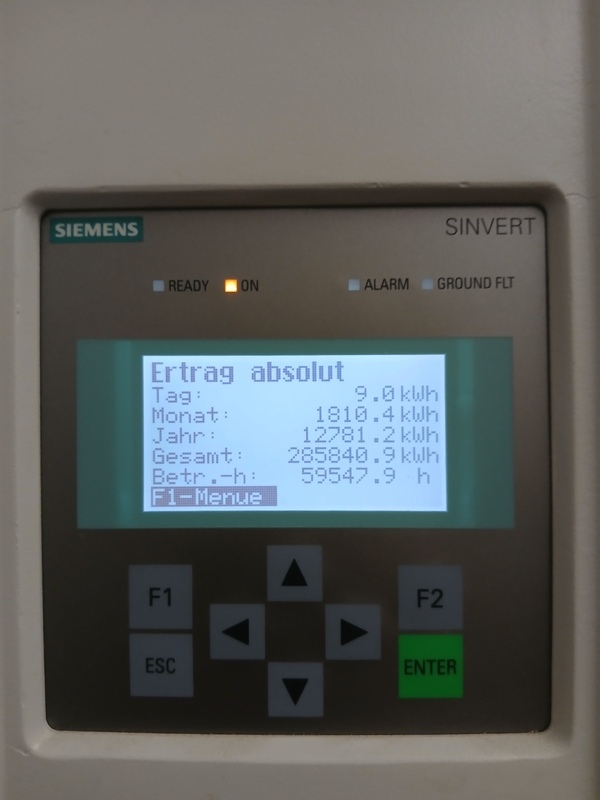 SIEMENS SINVERT
READY ON ALARM GROUND FLT
Ertrag absolut
Tag: 9.0 kWh
Monat: 1810.4 kWh
Jahr: 12781.2 kWh
Gesamt: 285840.9 kWh
Betr.-h: 59547.9 h
F1-Menue
F1 F2
ESC ENTER